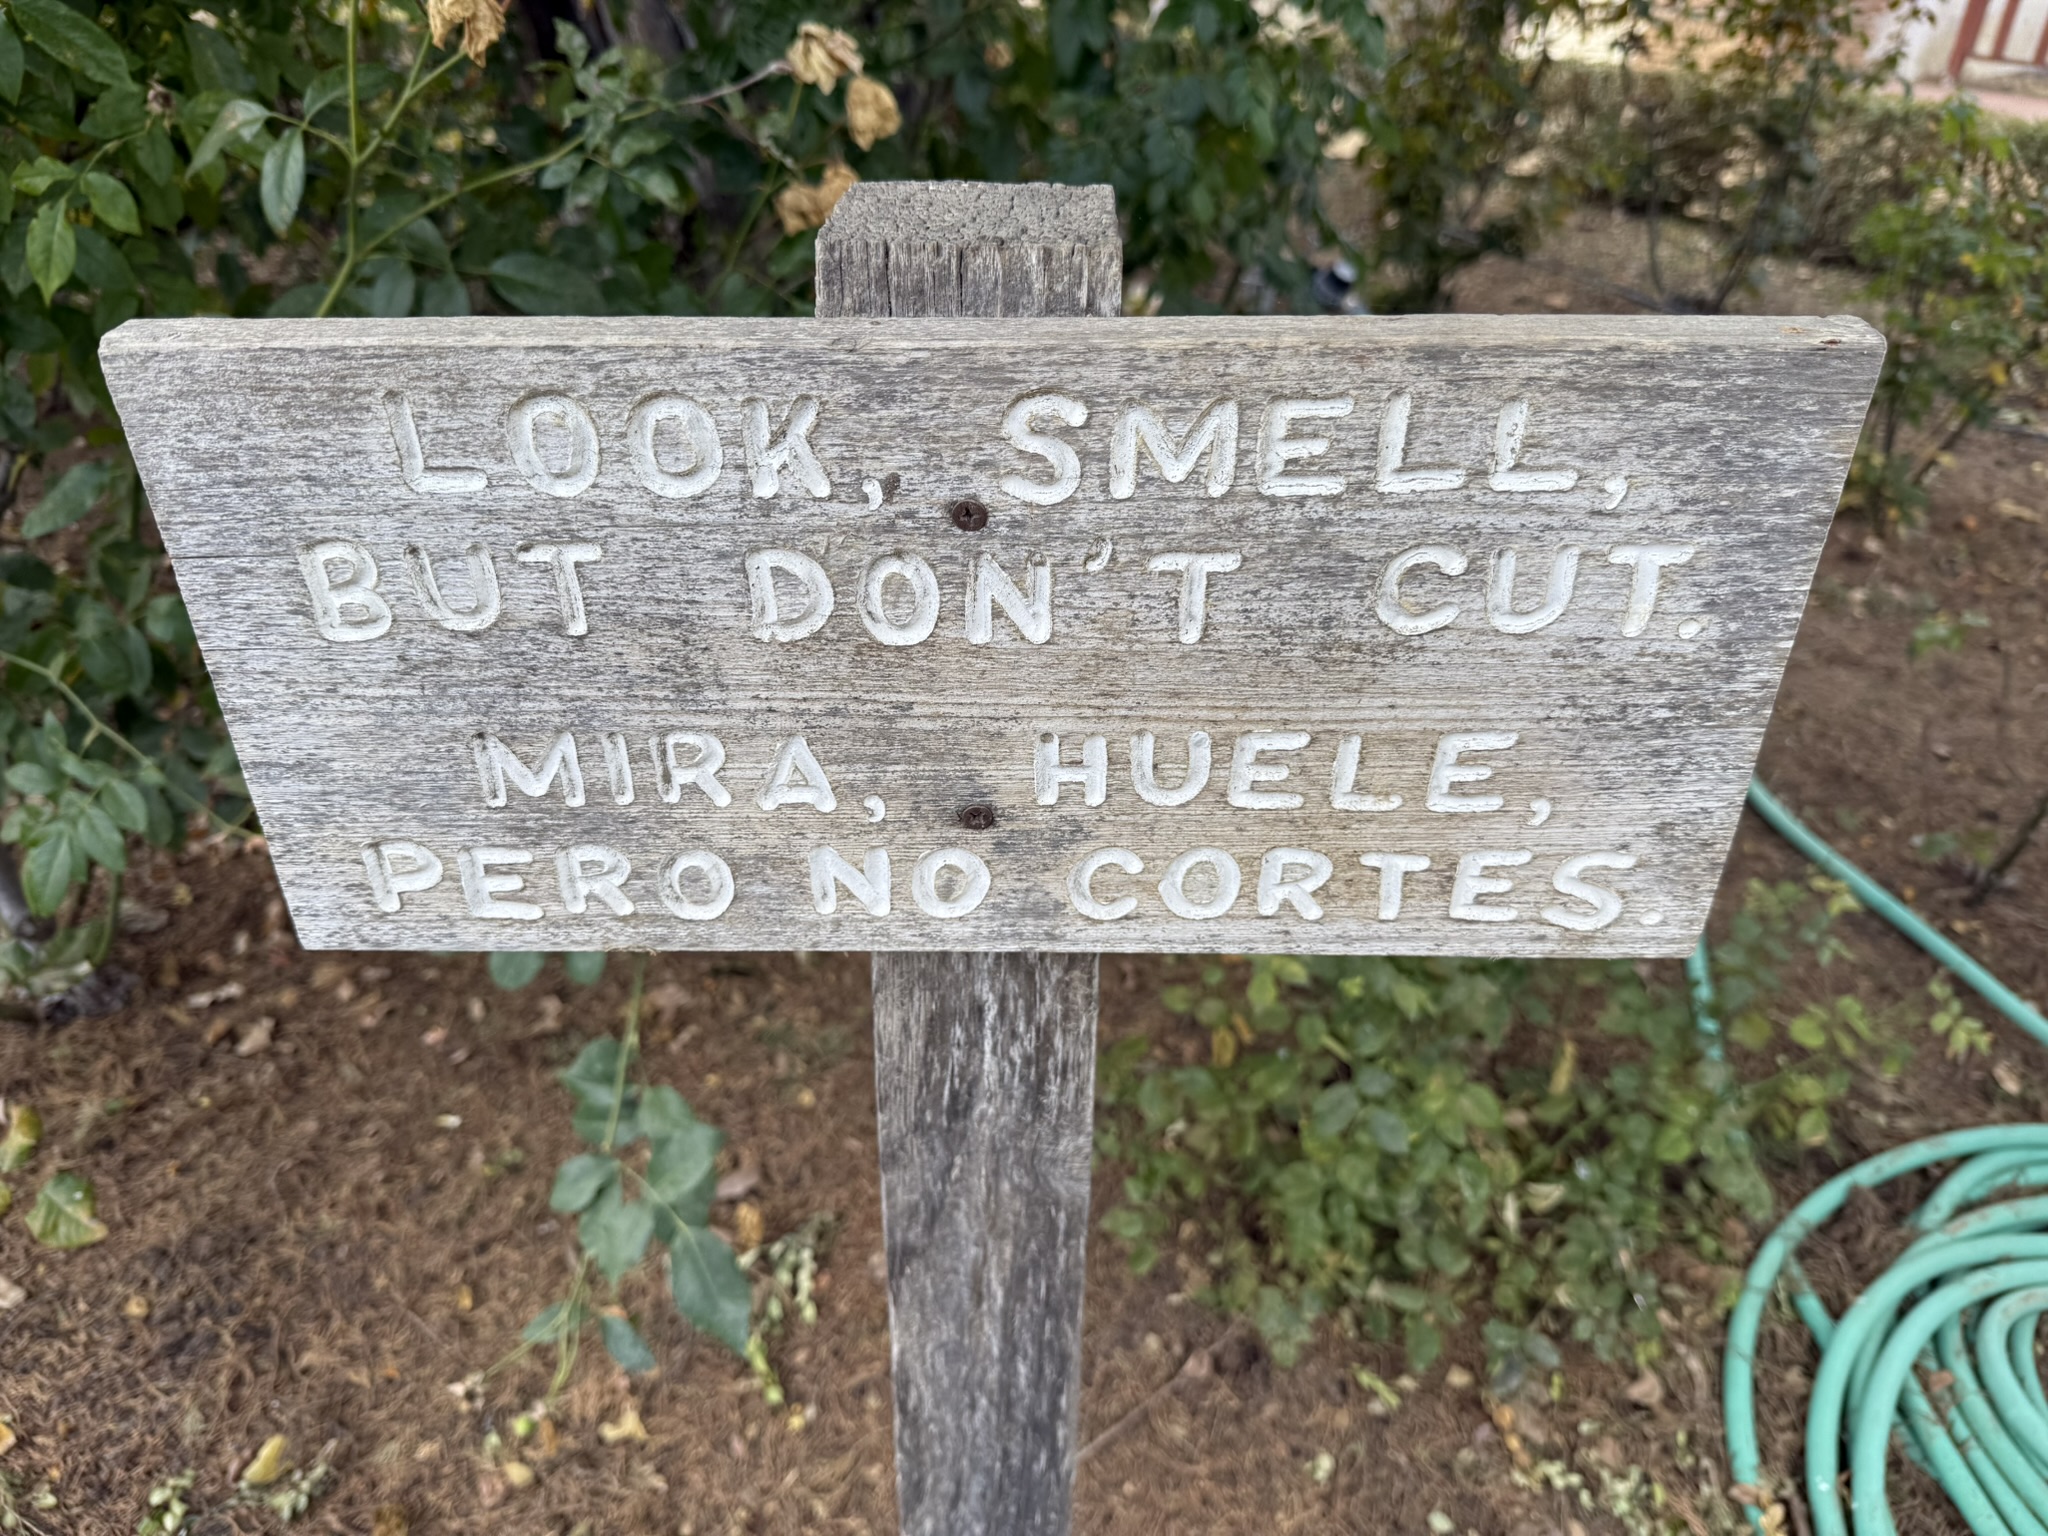 LOOK, SMELL,
BUT DON'T CUT.
MIRA, HUELE,
PERO NO CORTES.